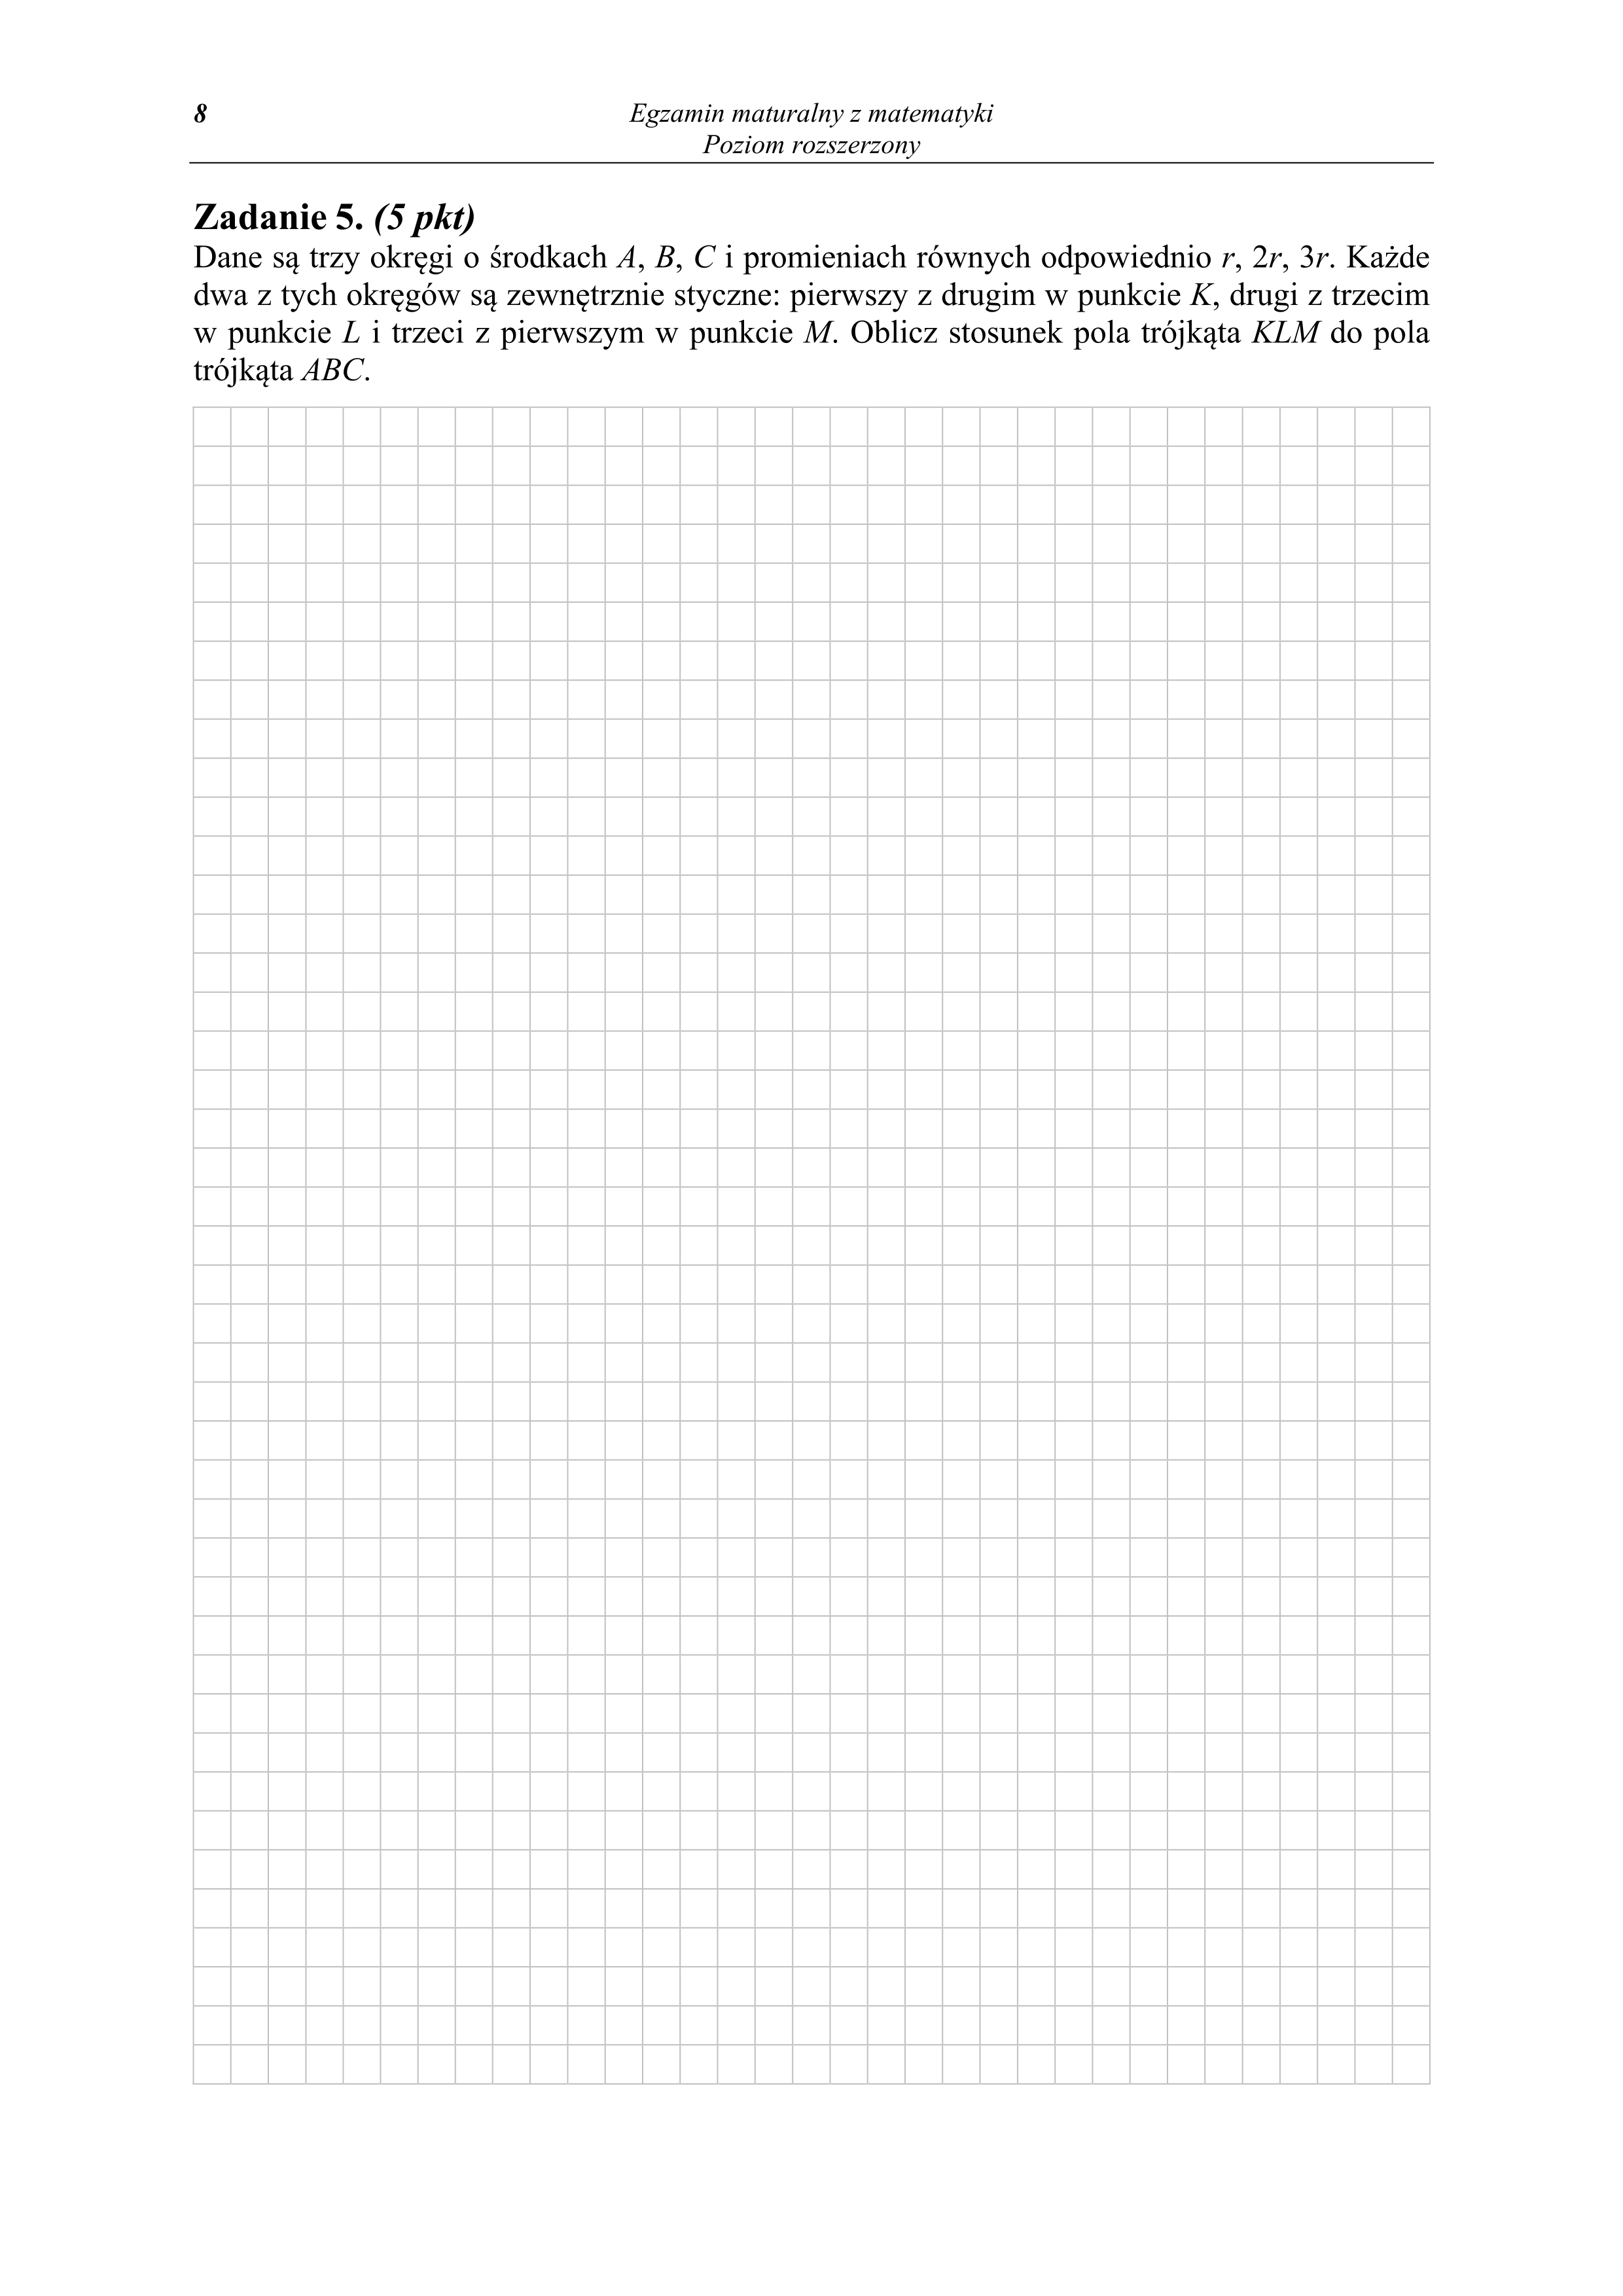 8
Egzamin maturalny z matematyki
Poziom rozszerzony
Zadanie 5. (5 pkt)
Dane są trzy okręgi o środkach A, B, C i promieniach równych odpowiednio r, 2r, 3r. Każde
dwa z tych okręgów są zewnętrznie styczne: pierwszy z drugim w punkcie K, drugi z trzecim
w punkcie L i trzeci z pierwszym w punkcie M. Oblicz stosunek pola trójkąta KLM do pola
trójkąta ABC.